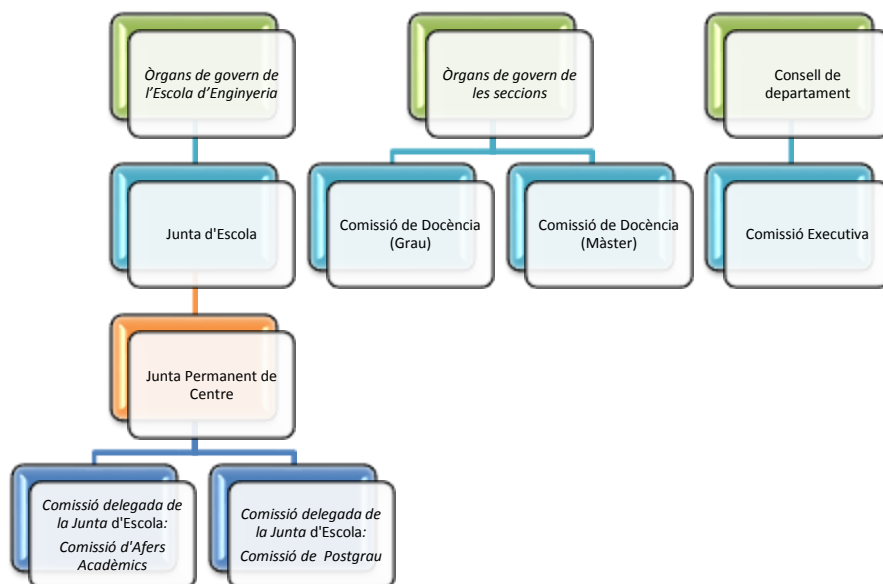 Òrgans de govern de
l'Escola d'Enginyeria
Òrgans de govern de
les seccions
Consell de
departament
Junta d'Escola
Comissió de Docència
(Grau)
Comissió de Docència
(Màster)
Comissió Executiva
Junta Permanent de
Centre
Comissió delegada de
la Junta d'Escola:
Comissió d'Afers
Acadèmics
Comissió delegada de
la Junta d'Escola:
Comissió de Postgrau